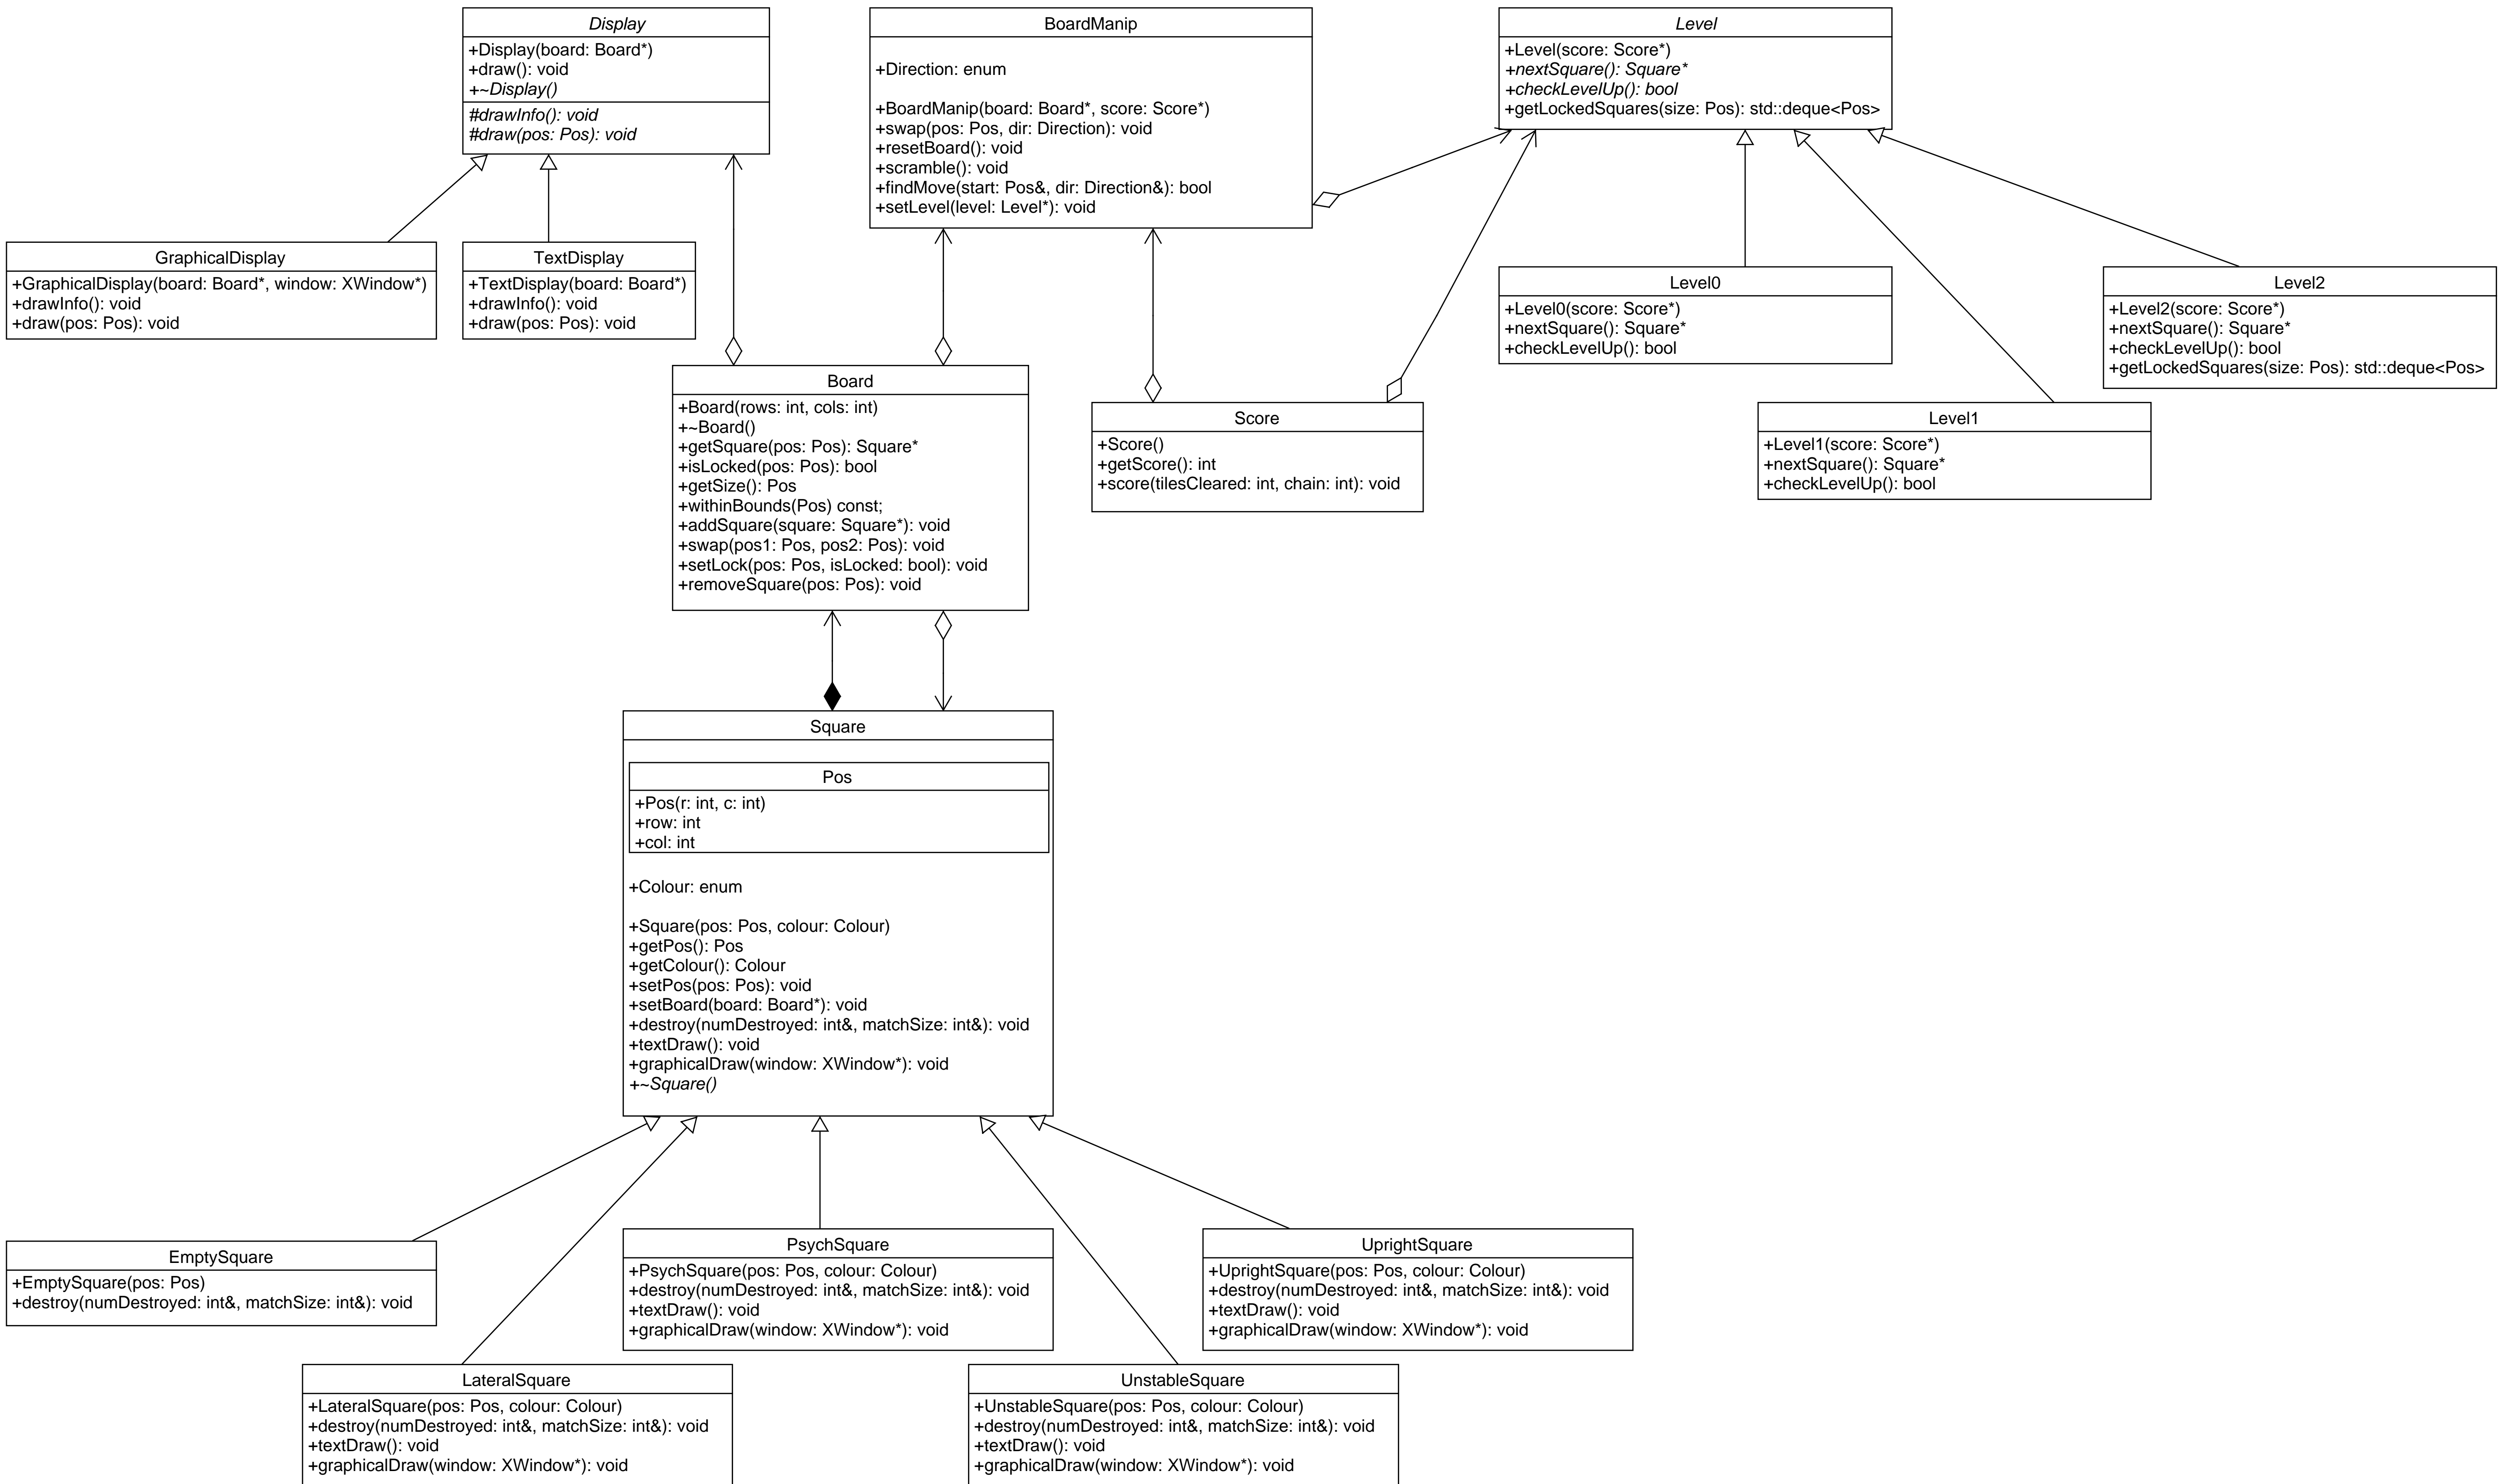 Display
+Display(board: Board*)
+draw(): void
+~Display()
#drawInfo(): void
#draw(pos: Pos): void
BoardManip
+Direction: enum
+BoardManip(board: Board*, score: Score*)
+swap(pos: Pos, dir: Direction): void
+resetBoard(): void
+scramble(): void
+findMove(start: Pos&, dir: Direction&): bool
+setLevel(level: Level*): void
Level
+Level(score: Score*)
+nextSquare(): Square*
+checkLevelUp(): bool
+getLockedSquares(size: Pos): std::deque<Pos>
GraphicalDisplay
+GraphicalDisplay(board: Board*, window: XWindow*)
+drawInfo(): void
+draw(pos: Pos): void
TextDisplay
+TextDisplay(board: Board*)
+drawInfo(): void
+draw(pos: Pos): void
Level0
+Level0(score: Score*)
+nextSquare(): Square*
+checkLevelUp(): bool
Level2
+Level2(score: Score*)
+nextSquare(): Square*
+checkLevelUp(): bool
+getLockedSquares(size: Pos): std::deque<Pos>
Board
+Board(rows: int, cols: int)
+~Board()
+getSquare(pos: Pos): Square*
+isLocked(pos: Pos): bool
+getSize(): Pos
+withinBounds(Pos) const;
+addSquare(square: Square*): void
+swap(pos1: Pos, pos2: Pos): void
+setLock(pos: Pos, isLocked: bool): void
+removeSquare(pos: Pos): void
Score
+Score()
+getScore(): int
+score(tilesCleared: int, chain: int): void
Level1
+Level1(score: Score*)
+nextSquare(): Square*
+checkLevelUp(): bool
Square
Pos
+Pos(r: int, c: int)
+row: int
+col: int
+Colour: enum
+Square(pos: Pos, colour: Colour)
+getPos(): Pos
+getColour(): Colour
+setPos(pos: Pos): void
+setBoard(board: Board*): void
+destroy(numDestroyed: int&, matchSize: int&): void
+textDraw(): void
+graphicalDraw(window: XWindow*): void
+~Square()
EmptySquare
+EmptySquare(pos: Pos)
+destroy(numDestroyed: int&, matchSize: int&): void
PsychSquare
+PsychSquare(pos: Pos, colour: Colour)
+destroy(numDestroyed: int&, matchSize: int&): void
+textDraw(): void
+graphicalDraw(window: XWindow*): void
UprightSquare
+UprightSquare(pos: Pos, colour: Colour)
+destroy(numDestroyed: int&, matchSize: int&): void
+textDraw(): void
+graphicalDraw(window: XWindow*): void
LateralSquare
+LateralSquare(pos: Pos, colour: Colour)
+destroy(numDestroyed: int&, matchSize: int&): void
+textDraw(): void
+graphicalDraw(window: XWindow*): void
UnstableSquare
+UnstableSquare(pos: Pos, colour: Colour)
+destroy(numDestroyed: int&, matchSize: int&): void
+textDraw(): void
+graphicalDraw(window: XWindow*): void